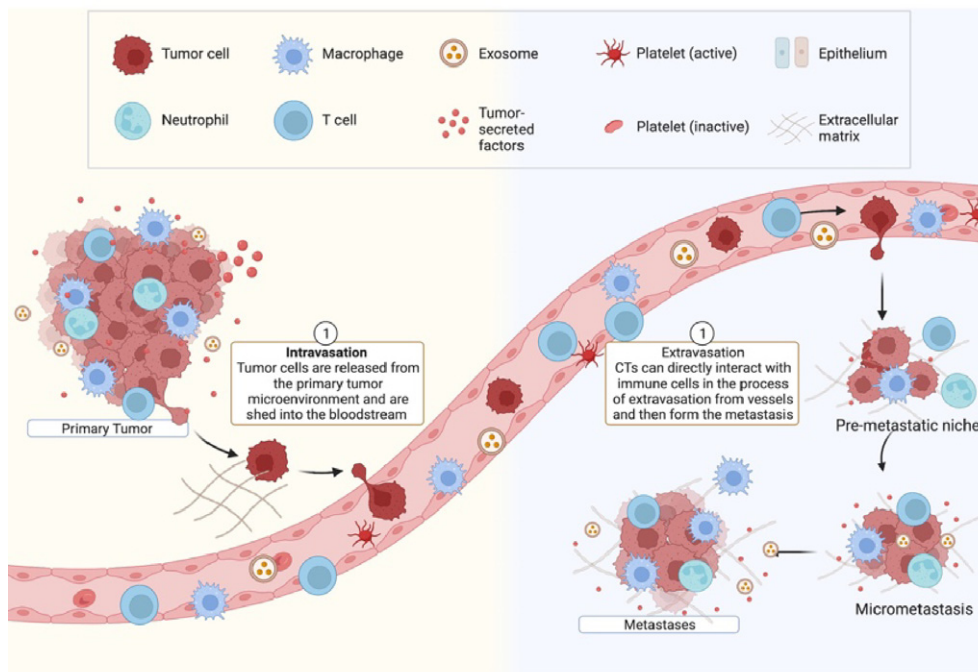 Tumor cell
Macrophage
Exosome
Platelet (active)
Epithelium
Neutrophil
T cell
Tumor-
secreted
factors
Platelet (inactive)
Extracellular
matrix
1
Intravasation
Tumor cells are released from
the primary tumor
microenvironment and are
shed into the bloodstream
1
Extravasation
CTs can directly interact with
immune cells in the process
of extravasation from vessels
and then form the metastasis
Primary Tumor
Pre-metastatic niche
Micrometastasis
Metastases